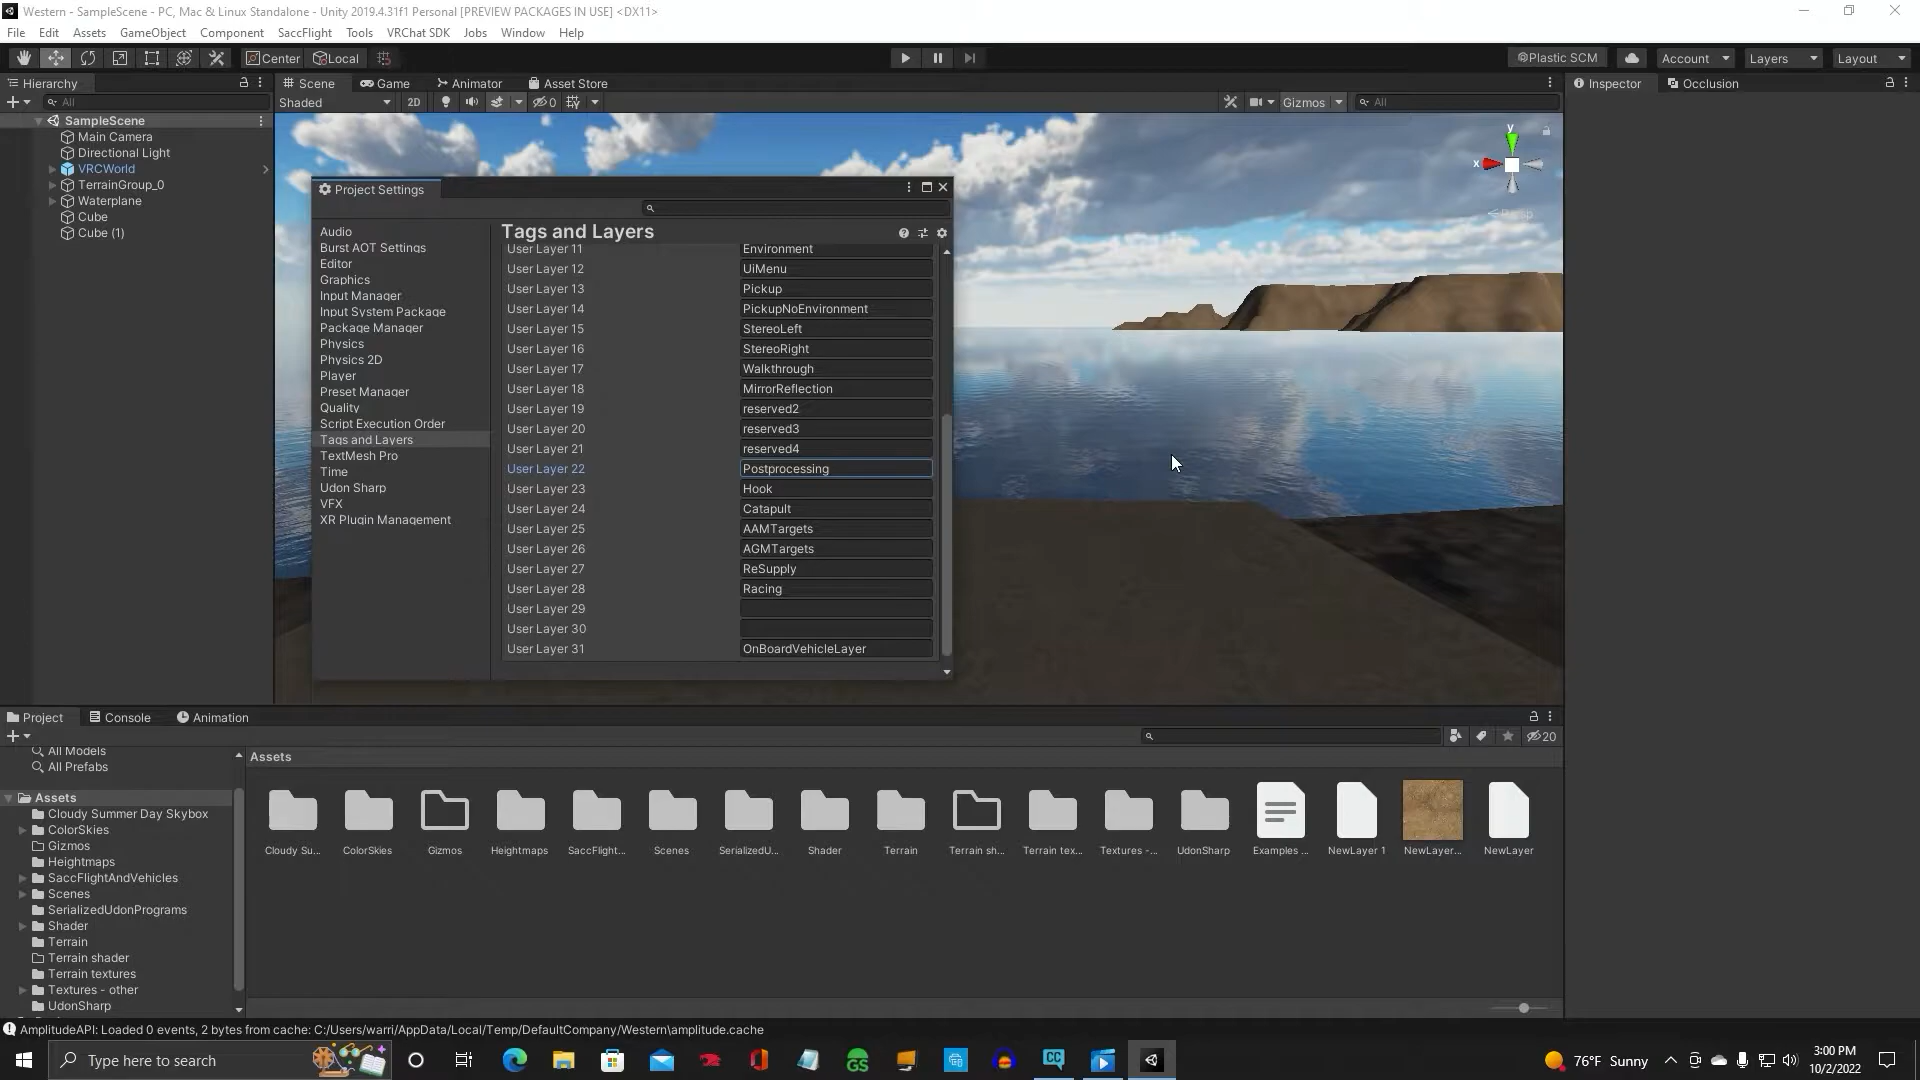 Western - SampleScene - PC, Mac & Linux Standalone - Unity 2019.4.31f1 Personal [PREVIEW PACKAGES IN USE] <DX11>
File Edit Assets GameObject Component SaccFlight Tools VRChat SDK Jobs Window Help
Center Local Plastic SCM Account Layers Layout
Hierarchy Scene Game Animator Asset Store Inspector Occlusion
All Shaded 2D 0 Gizmos All
SampleScene
Main Camera
Directional Light
VRCWorld
TerrainGroup_0
Waterplane
Cube
Cube (1)
y
x
Persp
Project Settings
Tags and Layers
Audio
Burst AOT Settings
Editor
Graphics
Input Manager
Input System Package
Package Manager
Physics
Physics 2D
Player
Preset Manager
Quality
Script Execution Order
Tags and Layers
TextMesh Pro
Time
Udon Sharp
VFX
XR Plugin Management
User Layer 11 Environment
User Layer 12 UiMenu
User Layer 13 Pickup
User Layer 14 PickupNoEnvironment
User Layer 15 StereoLeft
User Layer 16 StereoRight
User Layer 17 Walkthrough
User Layer 18 MirrorReflection
User Layer 19 reserved2
User Layer 20 reserved3
User Layer 21 reserved4
User Layer 22 Postprocessing
User Layer 23 Hook
User Layer 24 Catapult
User Layer 25 AAMTargets
User Layer 26 AGMTargets
User Layer 27 ReSupply
User Layer 28 Racing
User Layer 29
User Layer 30
User Layer 31 OnBoardVehicleLayer
Project Console Animation
20
All Models
All Prefabs
Assets
Cloudy Summer Day Skybox
ColorSkies
Gizmos
Heightmaps
SaccFlightAndVehicles
Scenes
SerializedUdonPrograms
Shader
Terrain
Terrain shader
Terrain textures
Textures - other
UdonSharp
Assets
Cloudy Su... ColorSkies Gizmos Heightmaps SaccFlight... Scenes SerializedU... Shader Terrain Terrain sh... Terrain tex... Textures -... UdonSharp Examples ... NewLayer 1 NewLayer... NewLayer
AmplitudeAPI: Loaded 0 events, 2 bytes from cache: C:/Users/warri/AppData/Local/Temp/DefaultCompany/Western\amplitude.cache
Type here to search
GS
CC
76°F Sunny
3:00 PM
10/2/2022